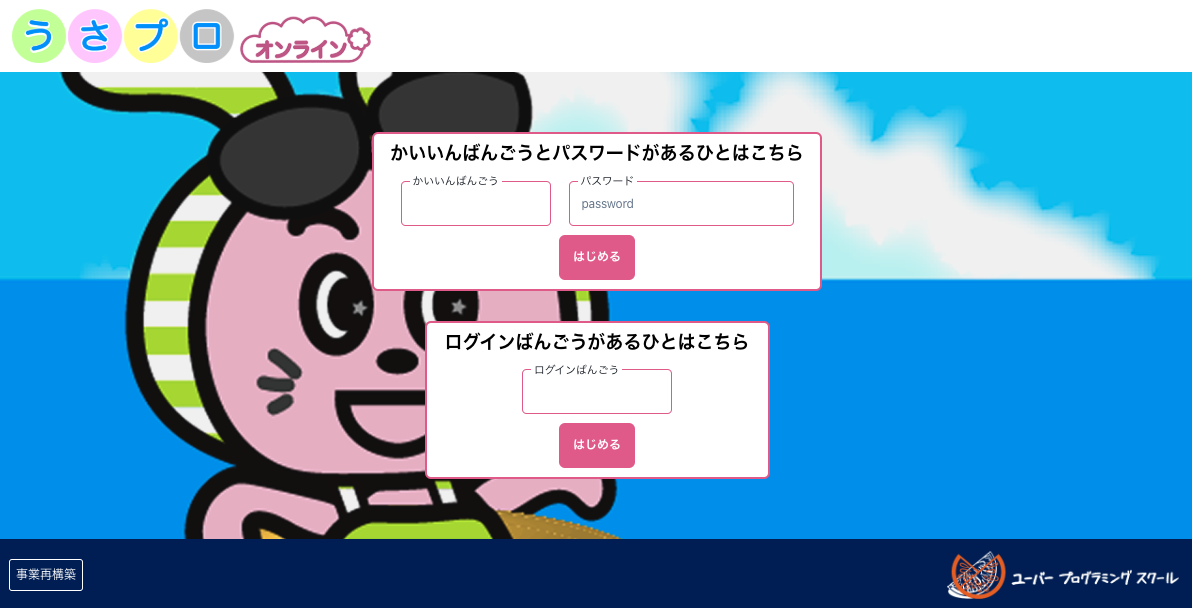 うさプロ オンライン
かいいんばんごうとパスワードがあるひとはこちら
かいいんばんごう パスワード
password
はじめる
ログインばんごうがあるひとはこちら
ログインばんごう
はじめる
事業再構築 ユーバー プログラミング スクール